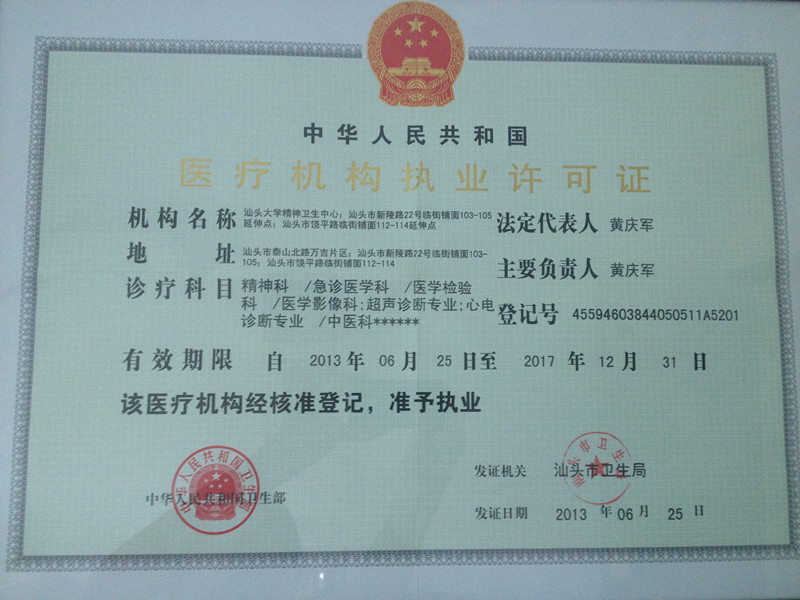 中华人民共和国
医疗机构执业许可证
机构名称 汕头大学精神卫生中心；汕头市新陵路22号临街铺面103-105
延伸点；汕头市饶平路临街铺面112-114延伸点
法定代表人 黄庆军
地址 汕头市泰山北路万吉片区；汕头市新陵路22号临街铺面103-
105；汕头市饶平路临街铺面112-114
主要负责人 黄庆军
诊疗科目 精神科 /急诊医学科 /医学检验
科 /医学影像科;超声诊断专业;心电
诊断专业 /中医科******
登记号 45594603844050511A5201
有效期限 自 2013 年 06 月 25 日至 2017 年 12 月 31 日
该医疗机构经核准登记，准予执业
中华人民共和国卫生部
中华人民共和国卫生部
发证机关 汕头市卫生局
汕头市卫生局
发证日期 2013 年 06 月 25 日